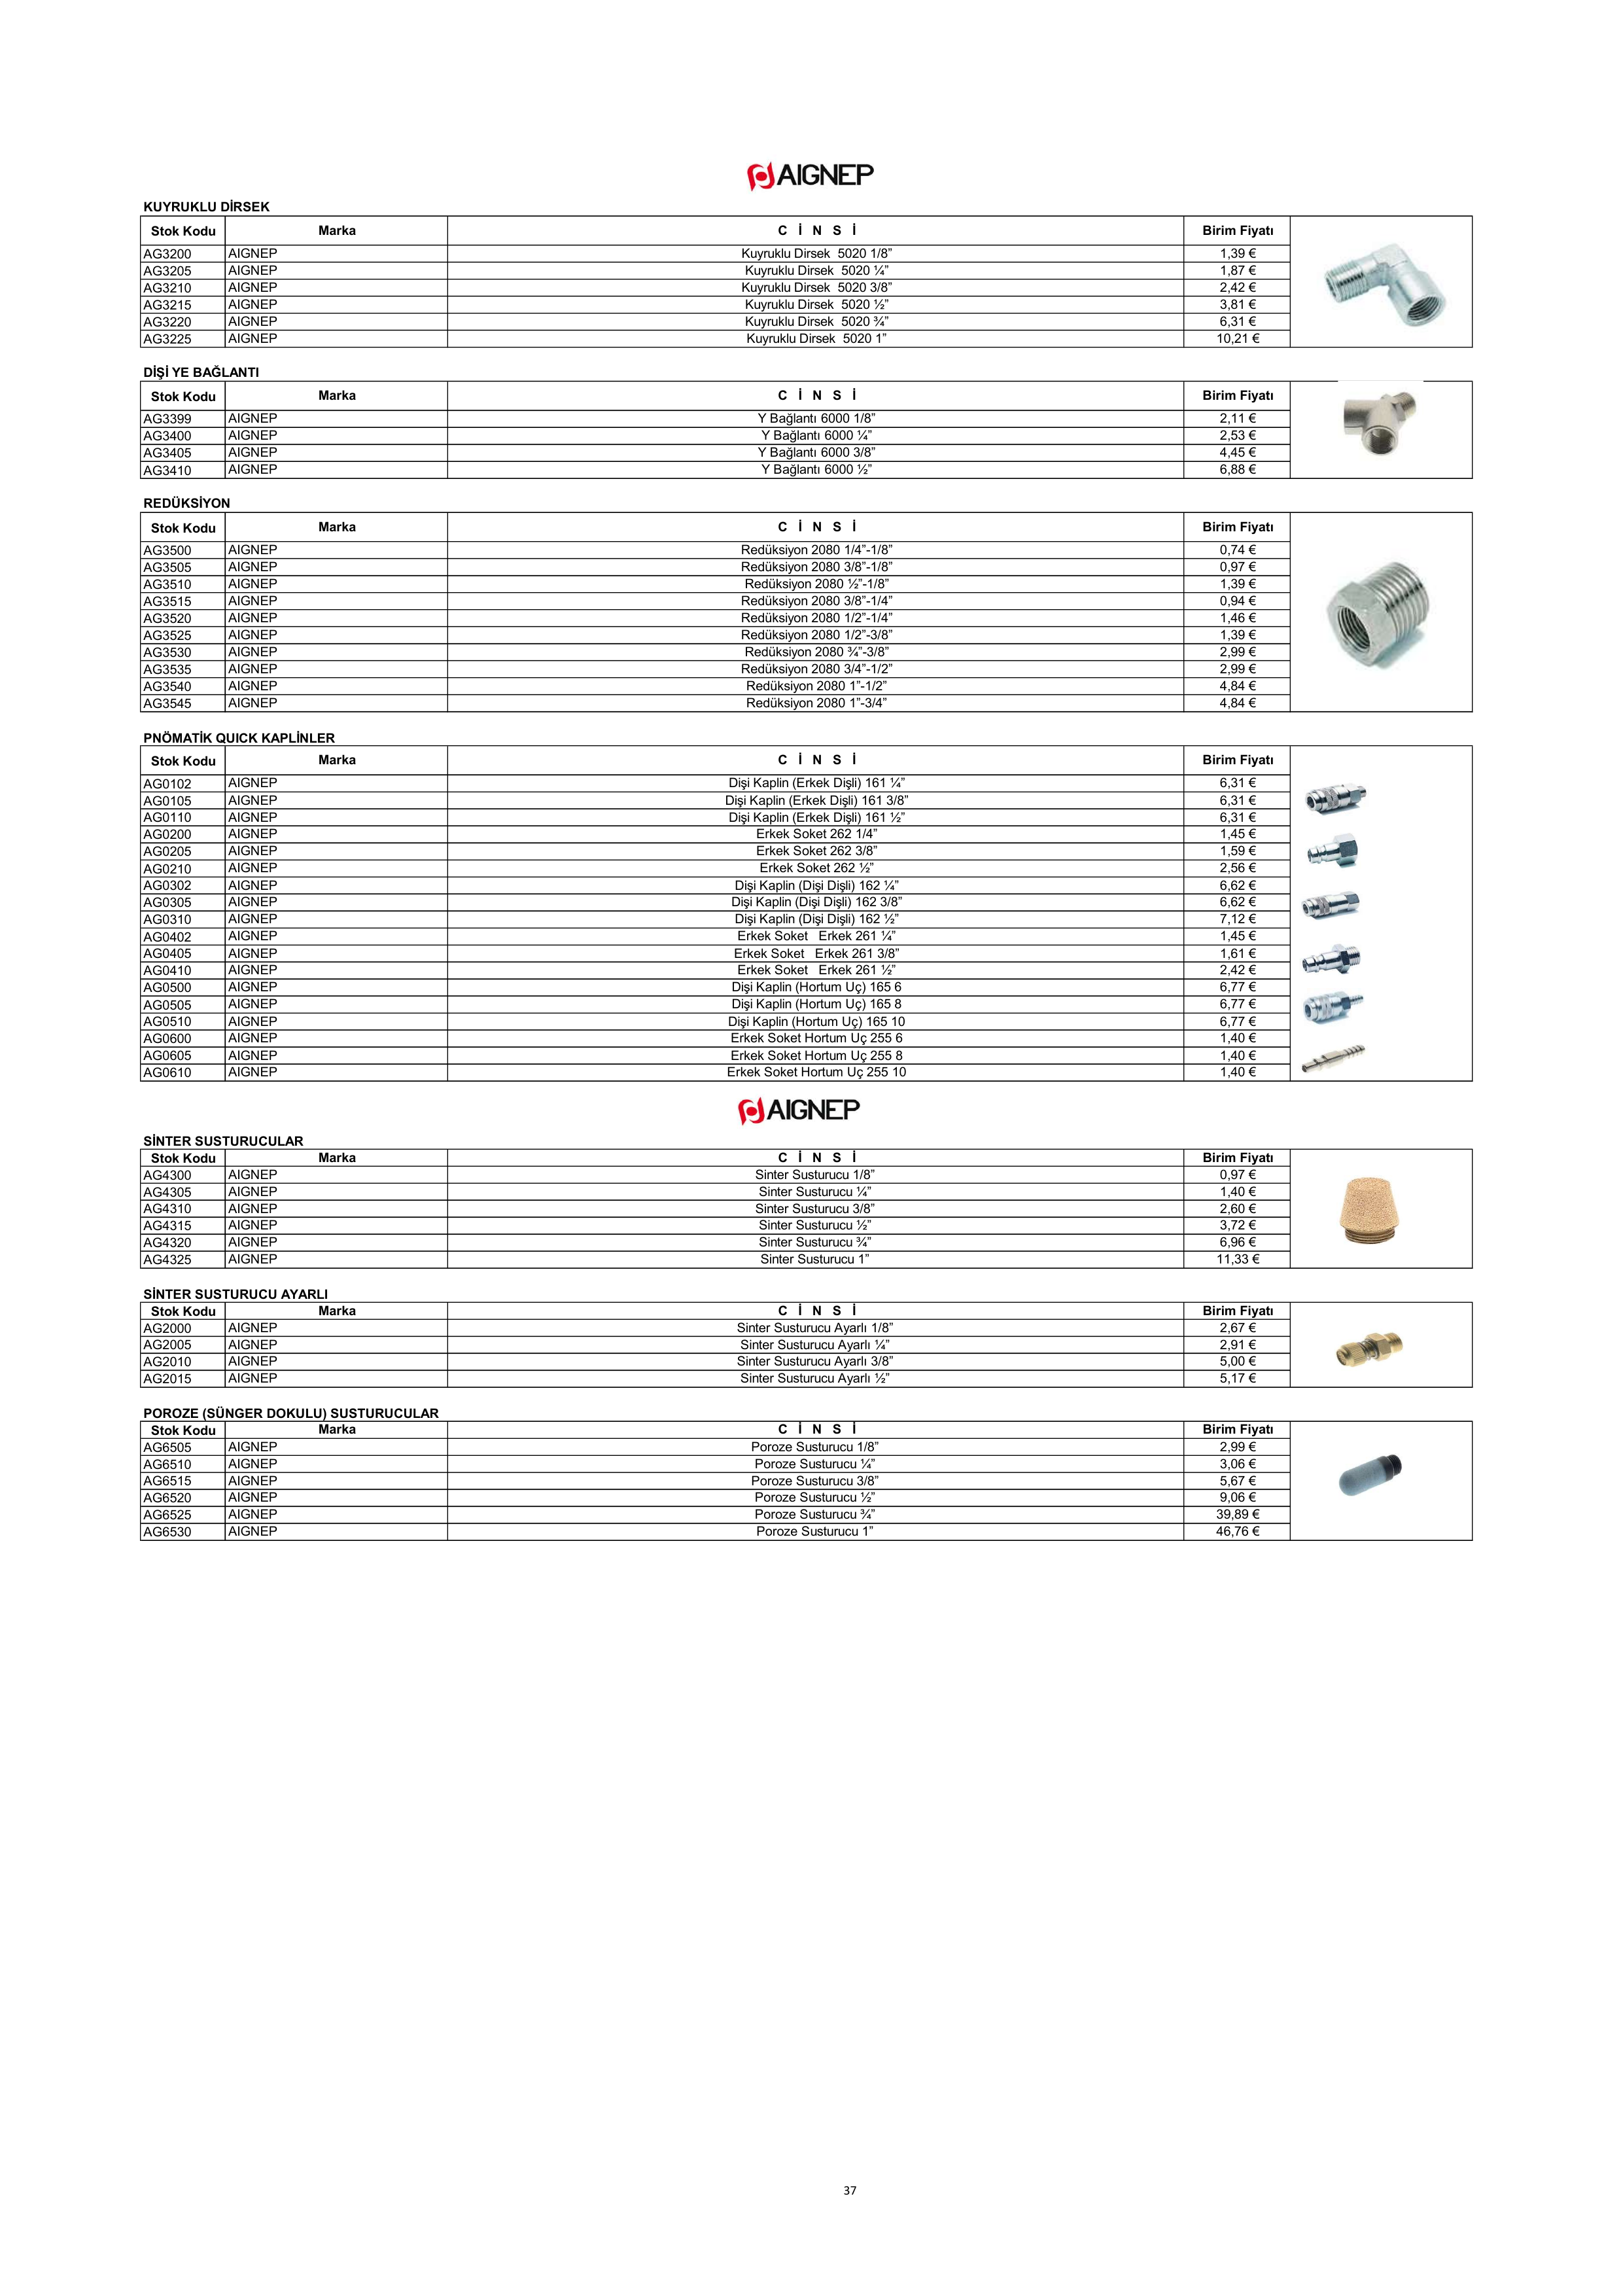 AIGNEP
KUYRUKLU DİRSEK
Stok Kodu Marka C İ N S İ Birim Fiyatı
AG3200 AIGNEP Kuyruklu Dirsek  5020 1/8” 1,39 €
AG3205 AIGNEP Kuyruklu Dirsek  5020 ¼” 1,87 €
AG3210 AIGNEP Kuyruklu Dirsek  5020 3/8” 2,42 €
AG3215 AIGNEP Kuyruklu Dirsek  5020 ½” 3,81 €
AG3220 AIGNEP Kuyruklu Dirsek  5020 ¾” 6,31 €
AG3225 AIGNEP Kuyruklu Dirsek  5020 1” 10,21 €
DİŞİ YE BAĞLANTI
Stok Kodu Marka C İ N S İ Birim Fiyatı
AG3399 AIGNEP Y Bağlantı 6000 1/8” 2,11 €
AG3400 AIGNEP Y Bağlantı 6000 ¼” 2,53 €
AG3405 AIGNEP Y Bağlantı 6000 3/8” 4,45 €
AG3410 AIGNEP Y Bağlantı 6000 ½” 6,88 €
REDÜKSİYON
Stok Kodu Marka C İ N S İ Birim Fiyatı
AG3500 AIGNEP Redüksiyon 2080 1/4”-1/8” 0,74 €
AG3505 AIGNEP Redüksiyon 2080 3/8”-1/8” 0,97 €
AG3510 AIGNEP Redüksiyon 2080 ½”-1/8” 1,39 €
AG3515 AIGNEP Redüksiyon 2080 3/8”-1/4” 0,94 €
AG3520 AIGNEP Redüksiyon 2080 1/2”-1/4” 1,46 €
AG3525 AIGNEP Redüksiyon 2080 1/2”-3/8” 1,39 €
AG3530 AIGNEP Redüksiyon 2080 ¾”-3/8” 2,99 €
AG3535 AIGNEP Redüksiyon 2080 3/4”-1/2” 2,99 €
AG3540 AIGNEP Redüksiyon 2080 1”-1/2” 4,84 €
AG3545 AIGNEP Redüksiyon 2080 1”-3/4” 4,84 €
PNÖMATİK QUICK KAPLİNLER
Stok Kodu Marka C İ N S İ Birim Fiyatı
AG0102 AIGNEP Dişi Kaplin (Erkek Dişli) 161 ¼” 6,31 €
AG0105 AIGNEP Dişi Kaplin (Erkek Dişli) 161 3/8” 6,31 €
AG0110 AIGNEP Dişi Kaplin (Erkek Dişli) 161 ½” 6,31 €
AG0200 AIGNEP Erkek Soket 262 1/4” 1,45 €
AG0205 AIGNEP Erkek Soket 262 3/8” 1,59 €
AG0210 AIGNEP Erkek Soket 262 ½” 2,56 €
AG0302 AIGNEP Dişi Kaplin (Dişi Dişli) 162 ¼” 6,62 €
AG0305 AIGNEP Dişi Kaplin (Dişi Dişli) 162 3/8” 6,62 €
AG0310 AIGNEP Dişi Kaplin (Dişi Dişli) 162 ½” 7,12 €
AG0402 AIGNEP Erkek Soket   Erkek 261 ¼” 1,45 €
AG0405 AIGNEP Erkek Soket   Erkek 261 3/8” 1,61 €
AG0410 AIGNEP Erkek Soket   Erkek 261 ½” 2,42 €
AG0500 AIGNEP Dişi Kaplin (Hortum Uç) 165 6 6,77 €
AG0505 AIGNEP Dişi Kaplin (Hortum Uç) 165 8 6,77 €
AG0510 AIGNEP Dişi Kaplin (Hortum Uç) 165 10 6,77 €
AG0600 AIGNEP Erkek Soket Hortum Uç 255 6 1,40 €
AG0605 AIGNEP Erkek Soket Hortum Uç 255 8 1,40 €
AG0610 AIGNEP Erkek Soket Hortum Uç 255 10 1,40 €
AIGNEP
SİNTER SUSTURUCULAR
Stok Kodu Marka C İ N S İ Birim Fiyatı
AG4300 AIGNEP Sinter Susturucu 1/8” 0,97 €
AG4305 AIGNEP Sinter Susturucu ¼” 1,40 €
AG4310 AIGNEP Sinter Susturucu 3/8” 2,60 €
AG4315 AIGNEP Sinter Susturucu ½” 3,72 €
AG4320 AIGNEP Sinter Susturucu ¾” 6,96 €
AG4325 AIGNEP Sinter Susturucu 1” 11,33 €
SİNTER SUSTURUCU AYARLI
Stok Kodu Marka C İ N S İ Birim Fiyatı
AG2000 AIGNEP Sinter Susturucu Ayarlı 1/8” 2,67 €
AG2005 AIGNEP Sinter Susturucu Ayarlı ¼” 2,91 €
AG2010 AIGNEP Sinter Susturucu Ayarlı 3/8” 5,00 €
AG2015 AIGNEP Sinter Susturucu Ayarlı ½” 5,17 €
POROZE (SÜNGER DOKULU) SUSTURUCULAR
Stok Kodu Marka C İ N S İ Birim Fiyatı
AG6505 AIGNEP Poroze Susturucu 1/8” 2,99 €
AG6510 AIGNEP Poroze Susturucu ¼” 3,06 €
AG6515 AIGNEP Poroze Susturucu 3/8” 5,67 €
AG6520 AIGNEP Poroze Susturucu ½” 9,06 €
AG6525 AIGNEP Poroze Susturucu ¾” 39,89 €
AG6530 AIGNEP Poroze Susturucu 1” 46,76 €
37